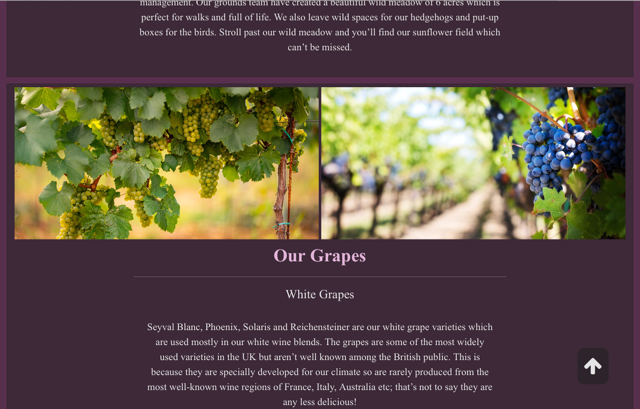 management. Our grounds team have created a beautiful wild meadow of 6 acres which is
perfect for walks and full of life. We also leave wild spaces for our hedgehogs and put-up
boxes for the birds. Stroll past our wild meadow and you’ll find our sunflower field which
can’t be missed.
Our Grapes
White Grapes
Seyval Blanc, Phoenix, Solaris and Reichensteiner are our white grape varieties which
are used mostly in our white wine blends. The grapes are some of the most widely
used varieties in the UK but aren’t well known among the British public. This is
because they are specially developed for our climate so are rarely produced from the
most well-known wine regions of France, Italy, Australia etc; that’s not to say they are
any less delicious!